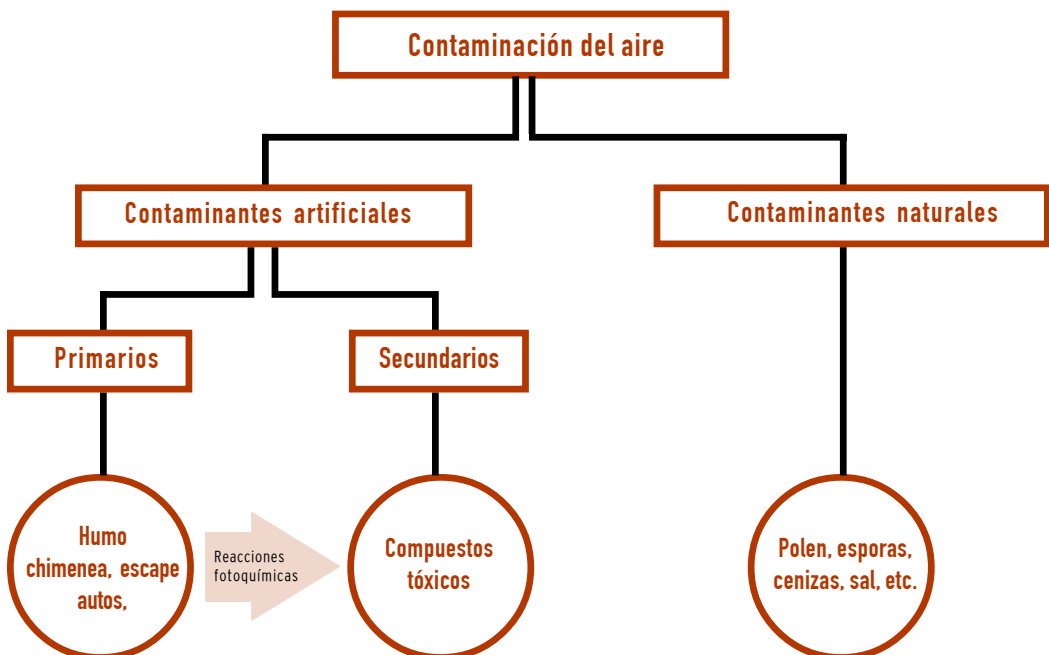 Contaminación del aire
Contaminantes artificiales
Contaminantes naturales
Primarios
Secundarios
Humo
chimenea, escape
autos,
Reacciones
fotoquímicas
Compuestos
tóxicos
Polen, esporas,
cenizas, sal, etc.